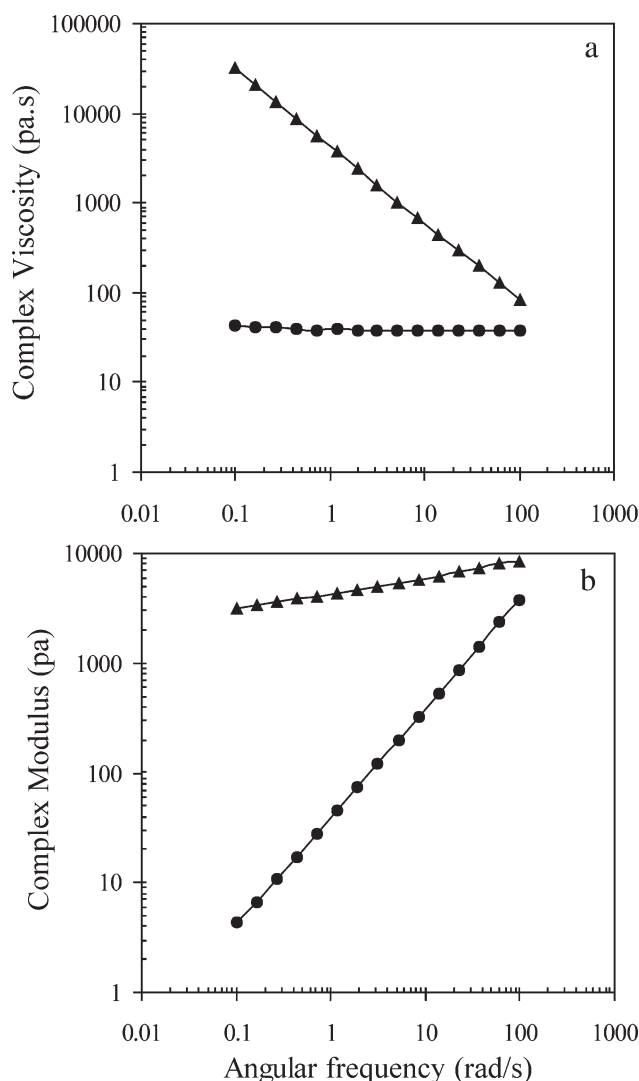 a
Complex Viscosity (pa.s)
100000
10000
1000
100
10
1
0.01 0.1 1 10 100 1000
b
Complex Modulus (pa)
10000
1000
100
10
1
0.01 0.1 1 10 100 1000
Angular frequency (rad/s)